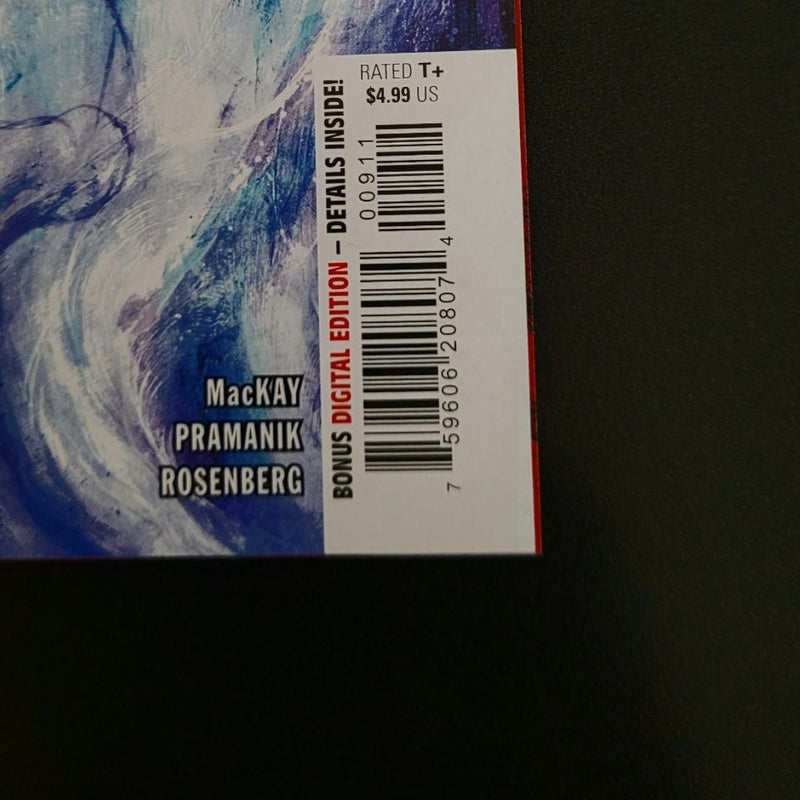 RATED T+
$4.99 US
BONUS DIGITAL EDITION – DETAILS INSIDE!
00911
7 59606 20807 4
MacKAY
PRAMANIK
ROSENBERG